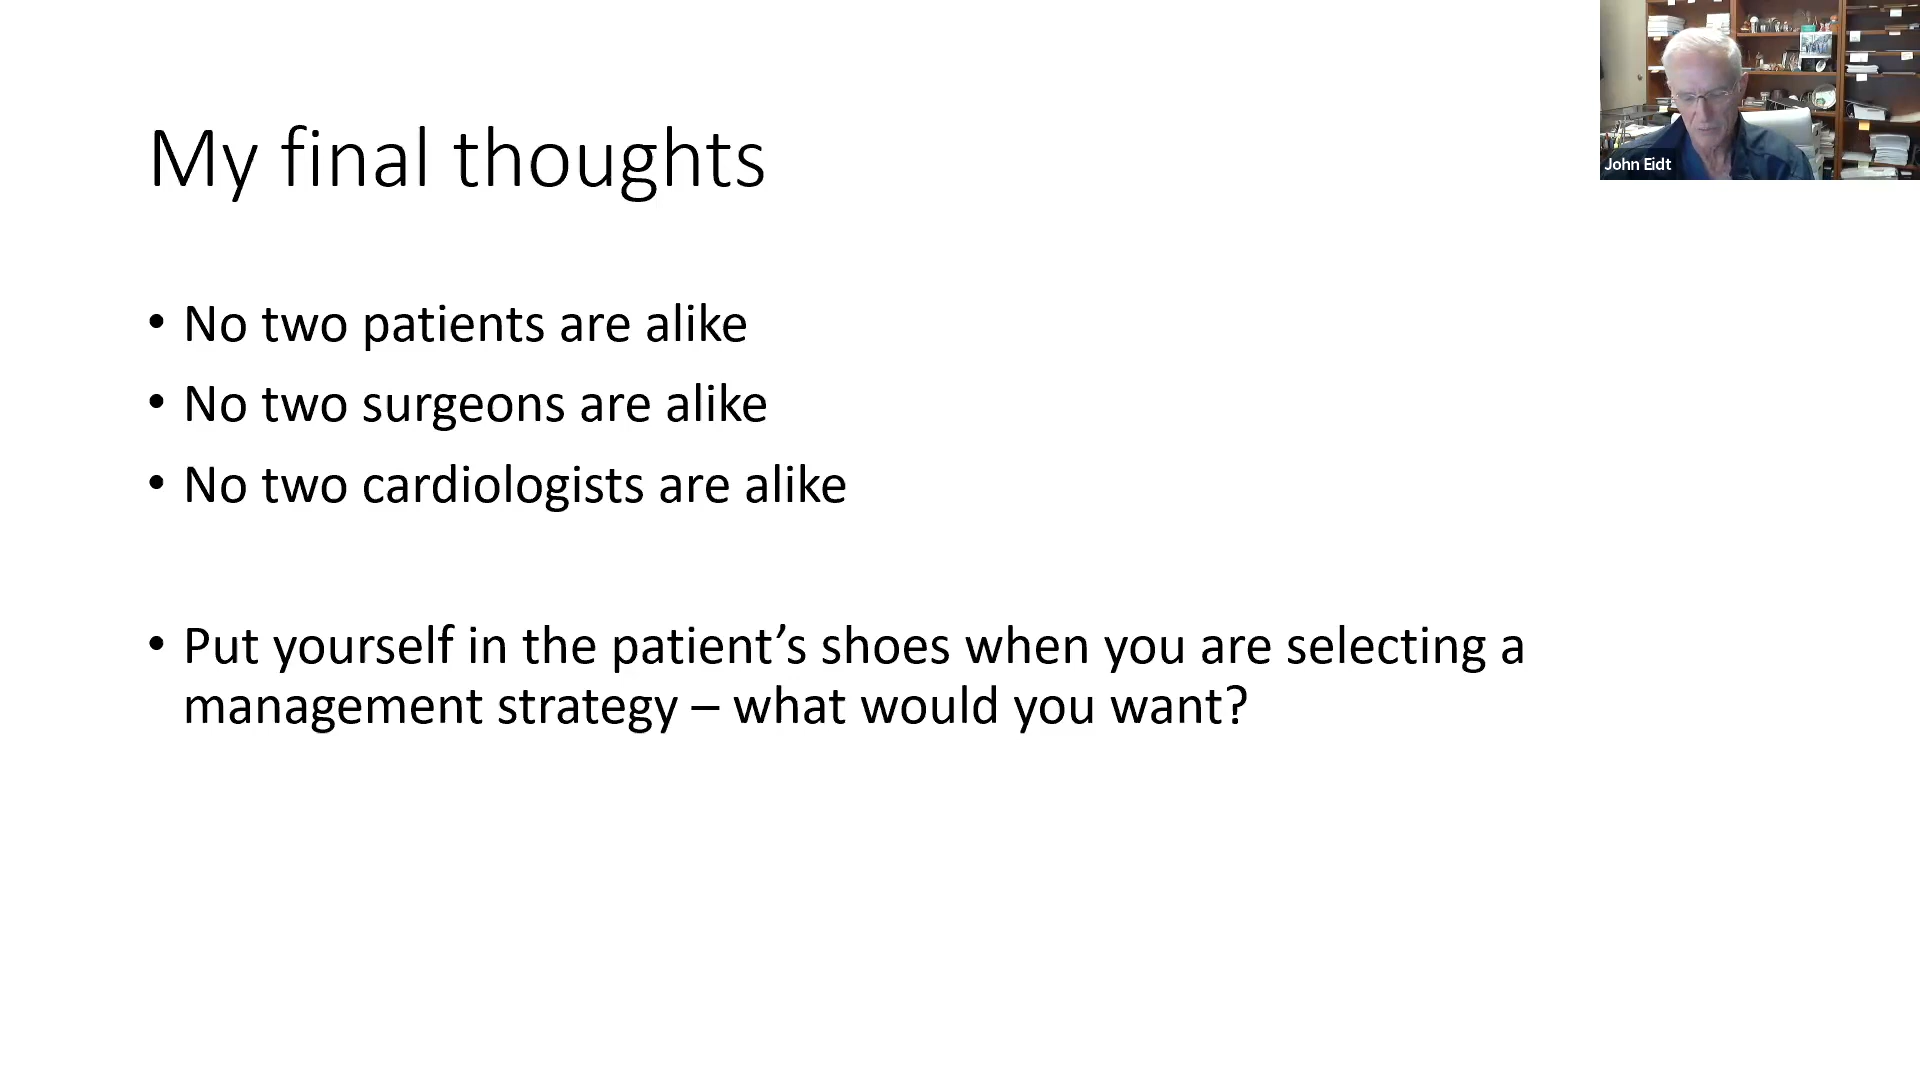 My final thoughts
• No two patients are alike
• No two surgeons are alike
• No two cardiologists are alike
• Put yourself in the patient’s shoes when you are selecting a
management strategy – what would you want?
John Eidt